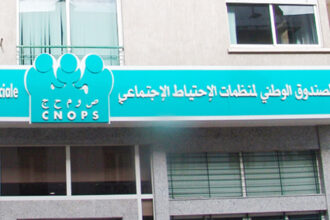 ciale
ص و م ح ج
CNOPS
الصندوق الوطني لمنظمات الإحتياط الإجتماعي